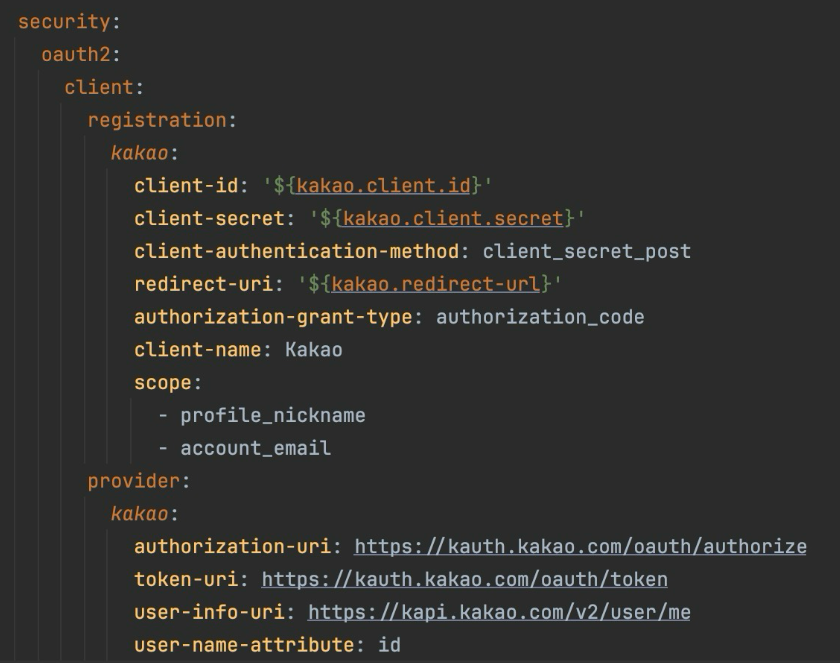 security:
oauth2:
client:
registration:
kakao:
client-id: '${kakao.client.id}'
client-secret: '${kakao.client.secret}'
client-authentication-method: client_secret_post
redirect-uri: '${kakao.redirect-url}'
authorization-grant-type: authorization_code
client-name: Kakao
scope:
- profile_nickname
- account_email
provider:
kakao:
authorization-uri: https://kauth.kakao.com/oauth/authorize
token-uri: https://kauth.kakao.com/oauth/token
user-info-uri: https://kapi.kakao.com/v2/user/me
user-name-attribute: id